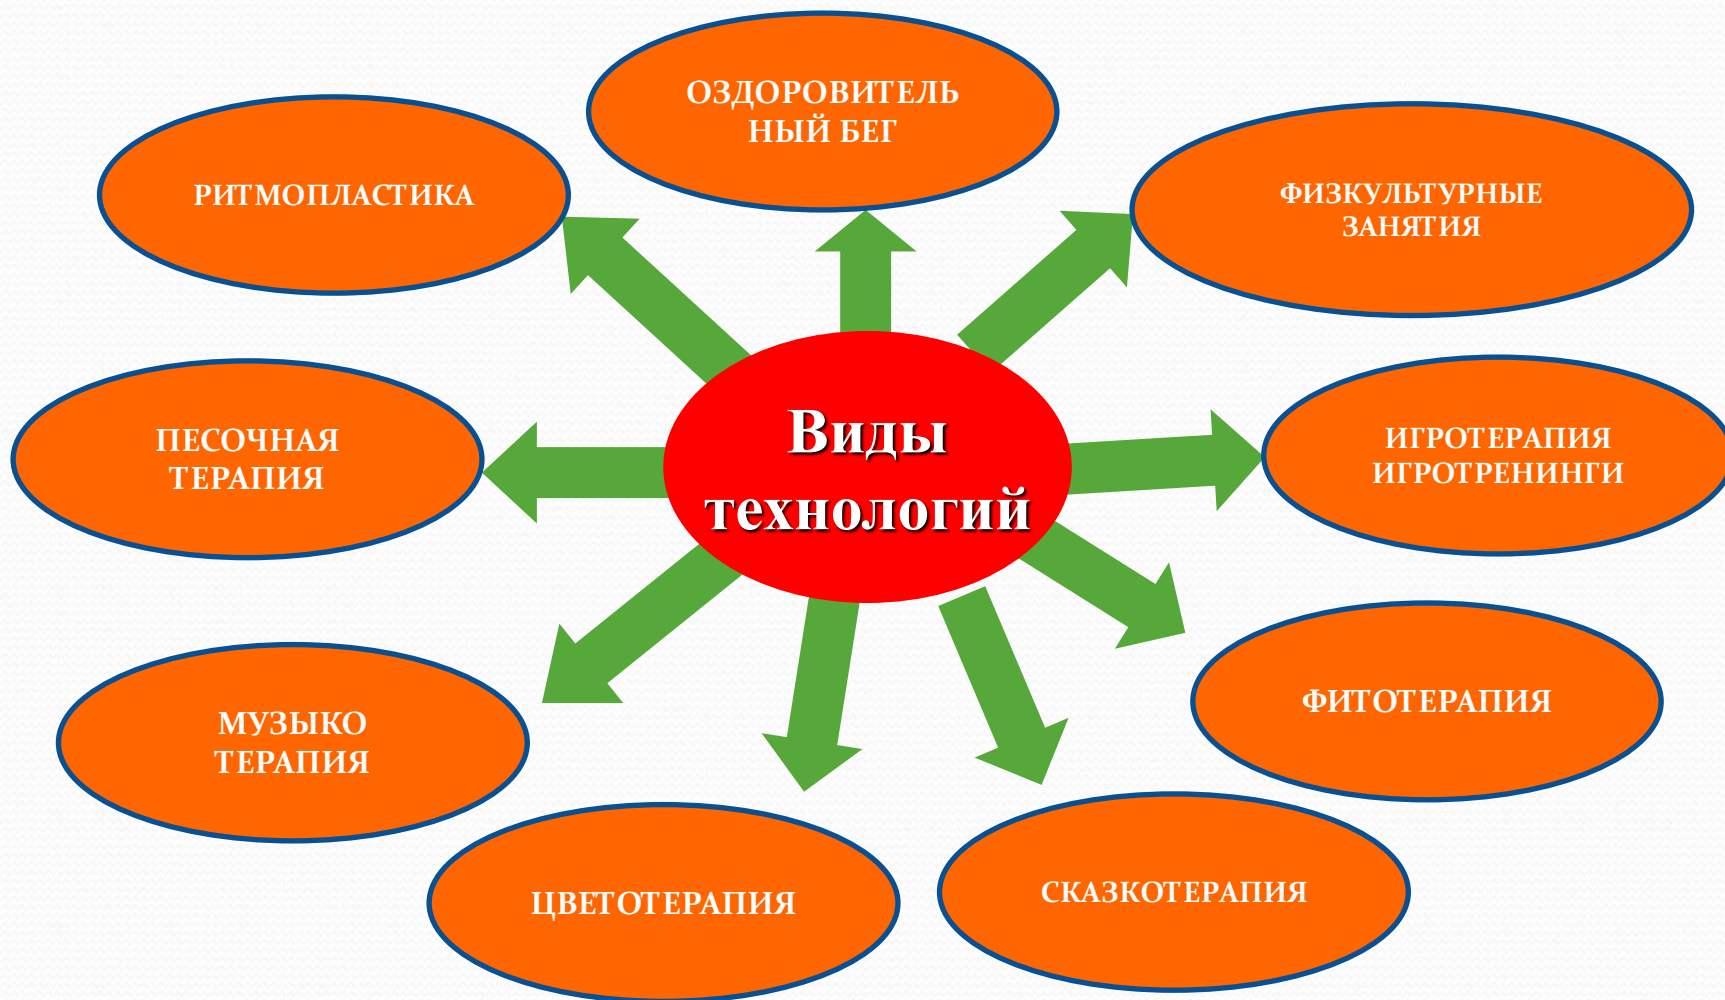 ОЗДОРОВИТЕЛЬ
НЫЙ БЕГ
РИТМОПЛАСТИКА
ФИЗКУЛЬТУРНЫЕ
ЗАНЯТИЯ
ПЕСОЧНАЯ
ТЕРАПИЯ
Виды
технологий
ИГРОТЕРАПИЯ
ИГРОТРЕНИНГИ
МУЗЫКО
ТЕРАПИЯ
ФИТОТЕРАПИЯ
ЦВЕТОТЕРАПИЯ
СКАЗКОТЕРАПИЯ